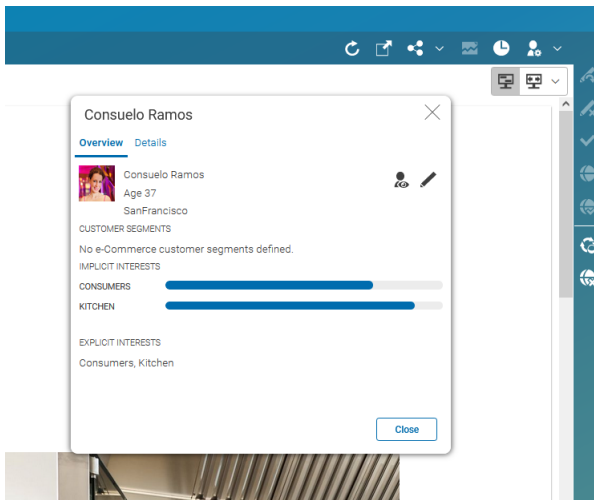 Consuelo Ramos
Overview Details
Consuelo Ramos
Age 37
SanFrancisco
CUSTOMER SEGMENTS
No e-Commerce customer segments defined.
IMPLICIT INTERESTS
CONSUMERS
KITCHEN
EXPLICIT INTERESTS
Consumers, Kitchen
Close